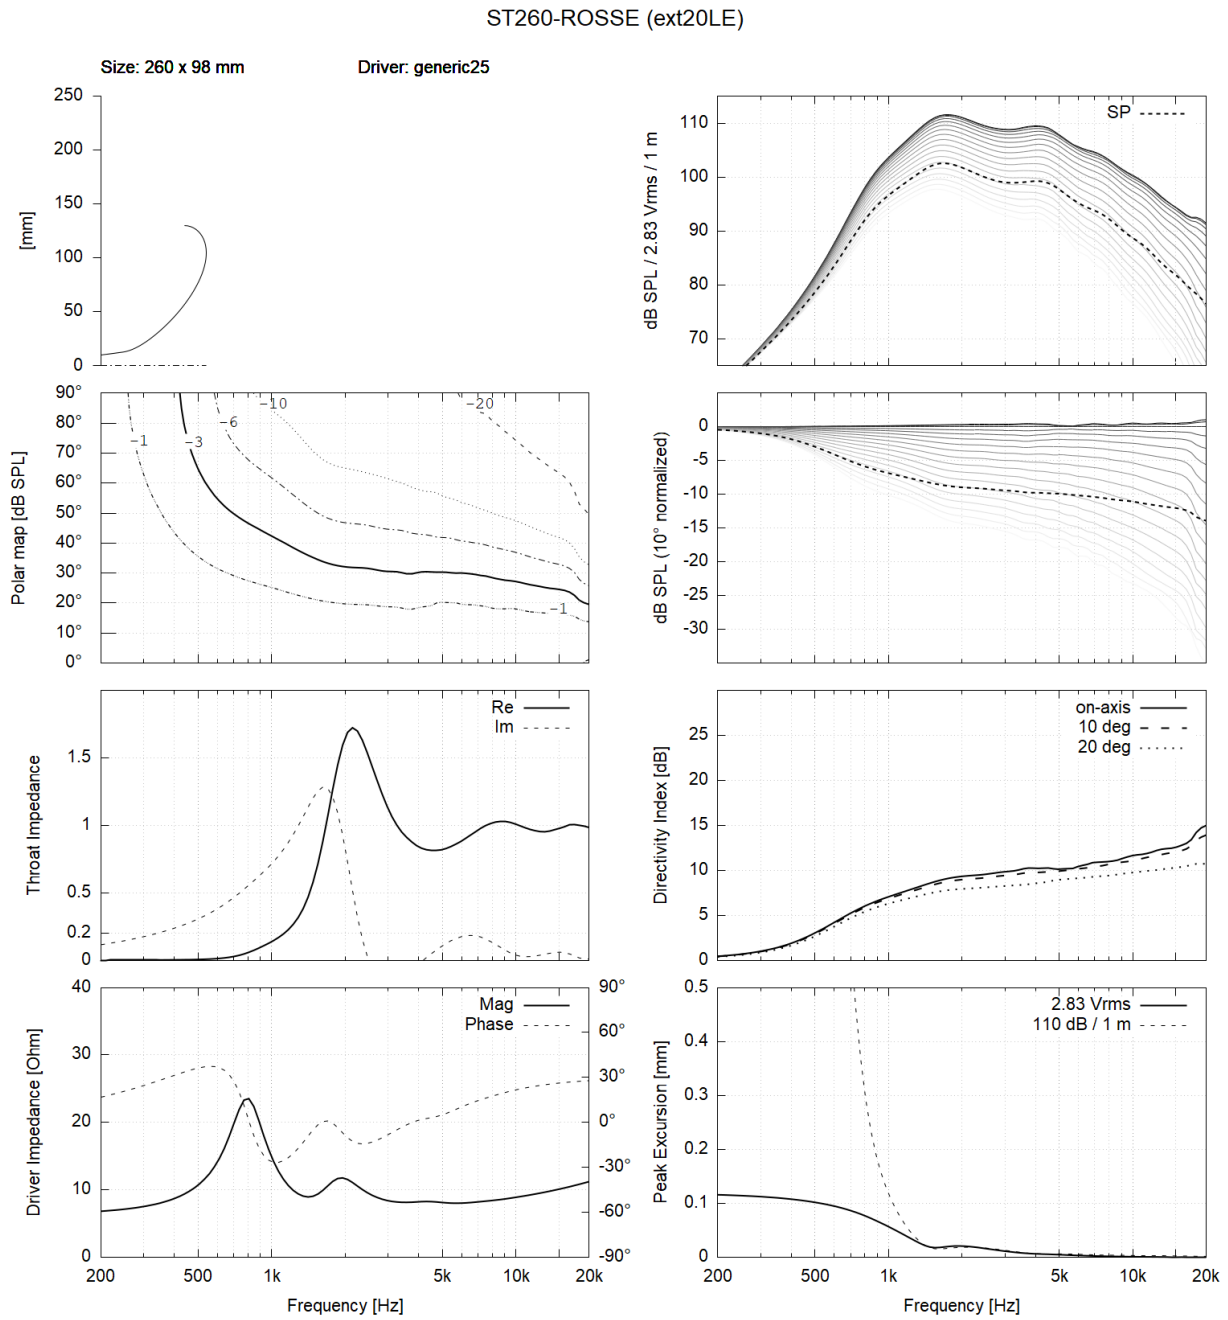 ST260-ROSSE (ext20LE)
Size: 260 x 98 mm
Driver: generic25
250
200
150
100
50
0
[mm]
110
100
90
80
70
dB SPL / 2.83 Vrms / 1 m
SP
90°
80°
70°
60°
50°
40°
30°
20°
10°
0°
Polar map [dB SPL]
-1
-3
-6
-10
-20
-1
0
-5
-10
-15
-20
-25
-30
dB SPL (10° normalized)
1.5
1
0.5
0.2
0
Throat Impedance
Re
Im
25
20
15
10
5
0
Directivity Index [dB]
on-axis
10 deg
20 deg
40
30
20
10
0
Driver Impedance [Ohm]
Mag
Phase
90°
60°
30°
0°
-30°
-60°
-90°
200
500
1k
5k
10k
20k
Frequency [Hz]
0.5
0.4
0.3
0.2
0.1
0
Peak Excursion [mm]
2.83 Vrms
110 dB / 1 m
200
500
1k
5k
10k
20k
Frequency [Hz]